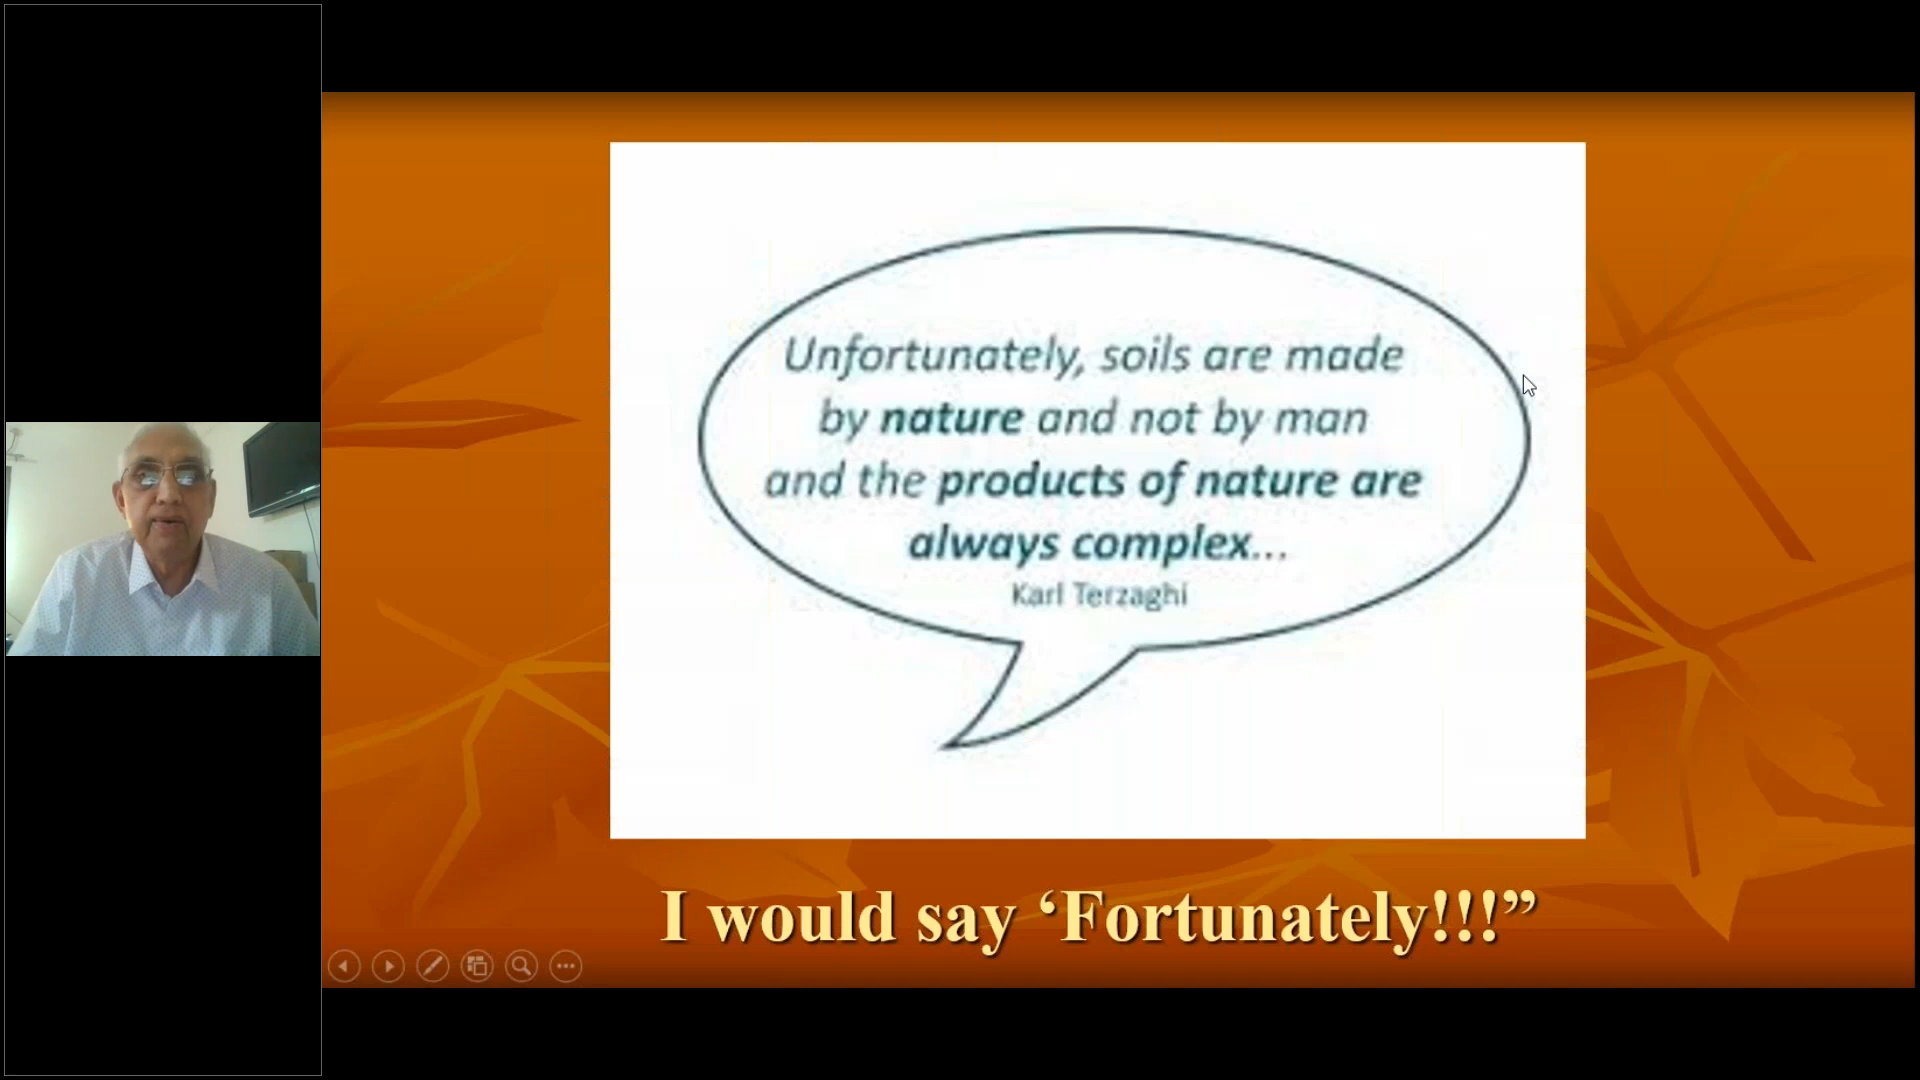 Unfortunately, soils are made
by nature and not by man
and the products of nature are
always complex...
Karl Terzaghi
I would say ‘Fortunately!!!”